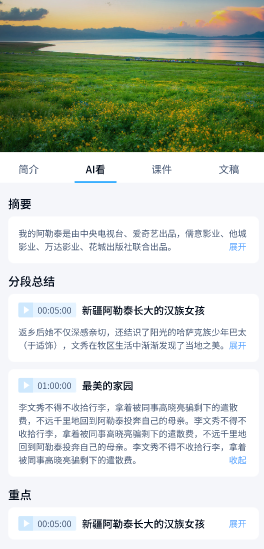 简介 AI看 课件 文稿
摘要
我的阿勒泰是由中央电视台、爱奇艺出品，儒意影业、他城
影业、万达影业、花城出版社联合出品。 展开
分段总结
00:05:00 新疆阿勒泰长大的汉族女孩
返乡后她不仅深感亲切，还结识了阳光的哈萨克族少年巴太
（于适饰），文秀在牧区生活中渐渐发现了当地之美。 展开
01:00:00 最美的家园
李文秀不得不收拾行李，拿着被同事高晓亮骗剩下的遣散
费，不远千里地回到阿勒泰投奔自己的母亲。李文秀不得不
收拾行李，拿着被同事高晓亮骗剩下的遣散费，不远千里地
回到阿勒泰投奔自己的母亲。李文秀不得不收拾行李，拿着
被同事高晓亮骗剩下的遣散费。 收起
重点
00:05:00 新疆阿勒泰长大的汉族女孩 展开